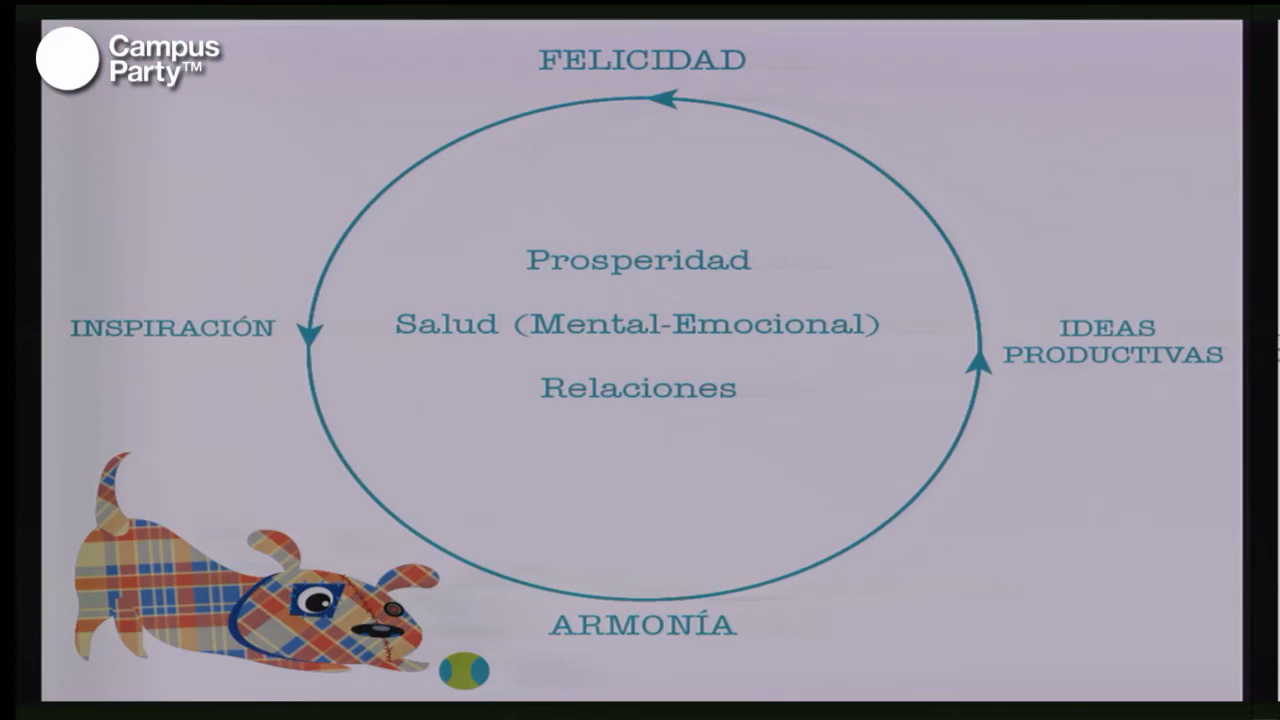 Campus
Party™
FELICIDAD
Prosperidad
INSPIRACIÓN
Salud (Mental-Emocional)
IDEAS
PRODUCTIVAS
Relaciones
ARMONÍA